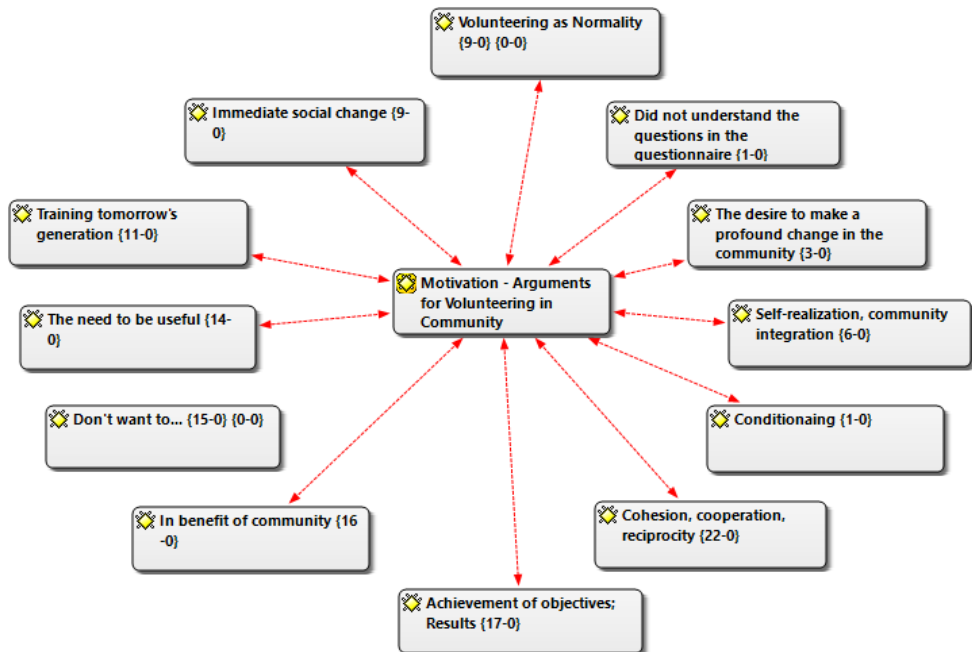 Volunteering as Normality
{9-0} {0-0}
Immediate social change {9-
0}
Did not understand the
questions in the
questionnaire {1-0}
Training tomorrow's
generation {11-0}
The desire to make a
profound change in the
community {3-0}
Motivation - Arguments
for Volunteering in
Community
The need to be useful {14-
0}
Self-realization, community
integration {6-0}
Don't want to... {15-0} {0-0}
Conditionaing {1-0}
In benefit of community {16
-0}
Cohesion, cooperation,
reciprocity {22-0}
Achievement of objectives;
Results {17-0}